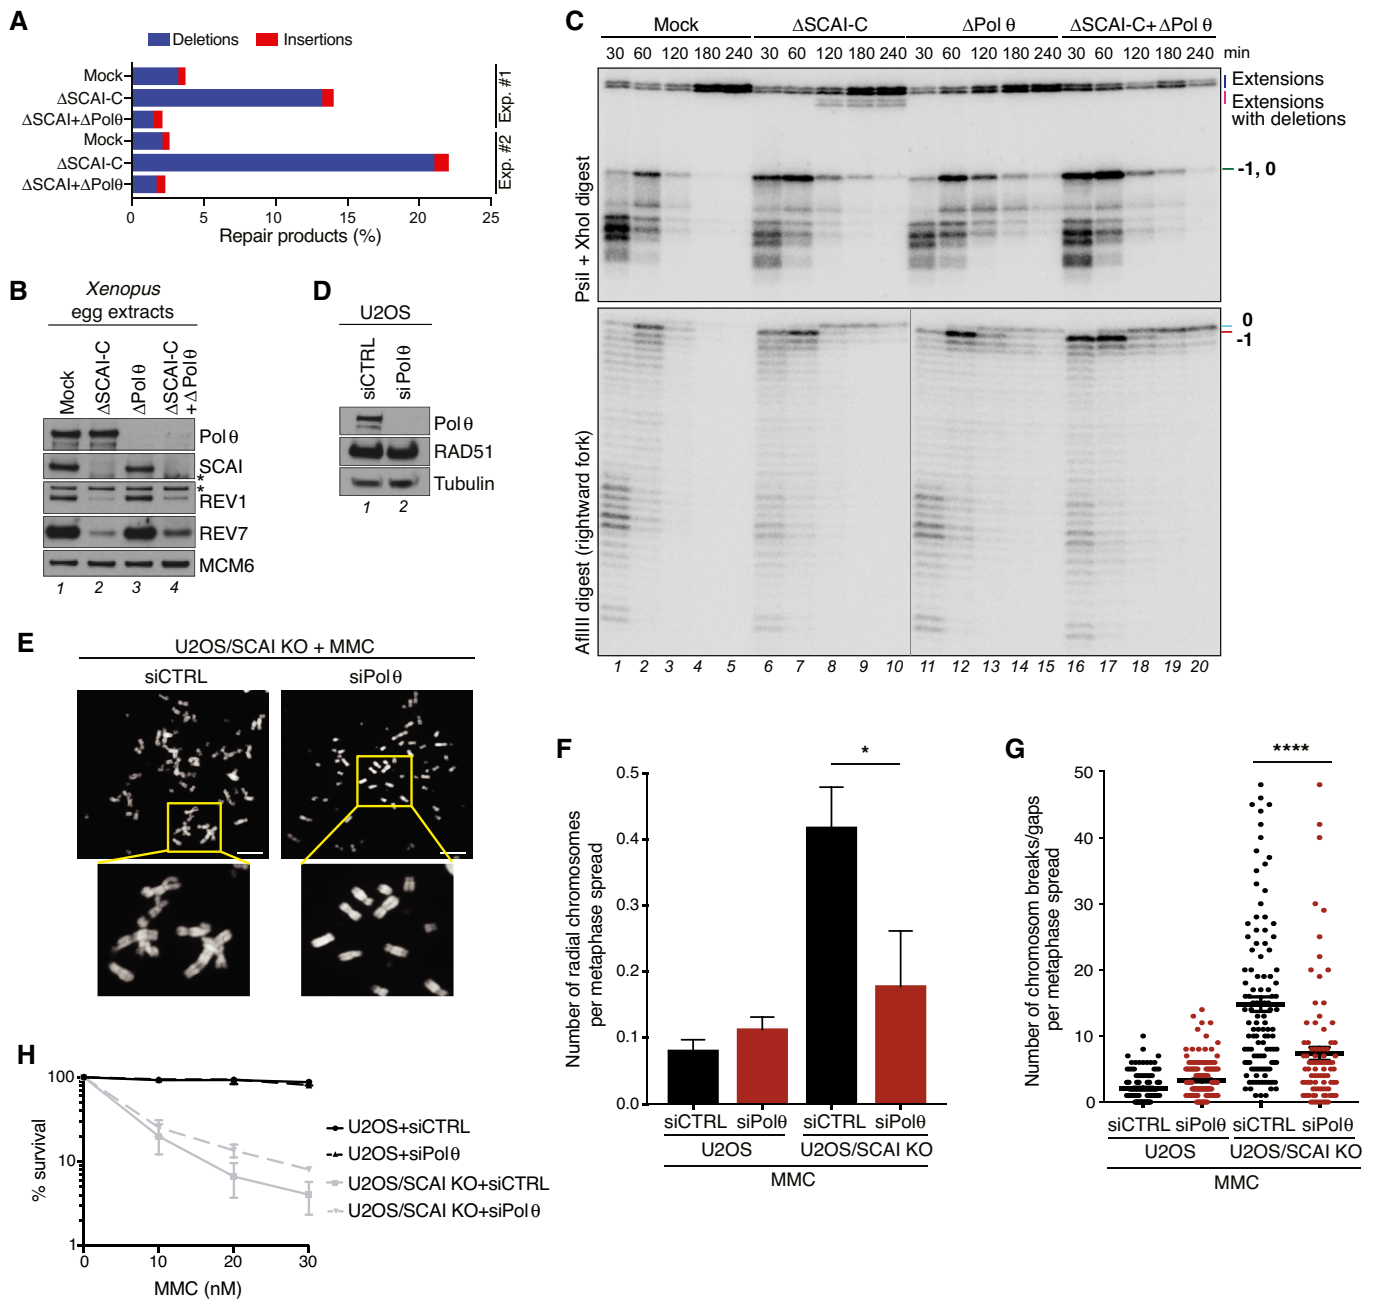 A
Deletions Insertions
Mock
ΔSCAI-C
ΔSCAI+ΔPolθ
Mock
ΔSCAI-C
ΔSCAI+ΔPolθ
Exp. #1
Exp. #2
0 5 10 15 20 25
Repair products (%)
B
Xenopus
egg extracts
Mock
ΔSCAI-C
ΔPolθ
ΔSCAI-C
+ΔPolθ
Polθ
SCAI
*
*
REV1
REV7
MCM6
1 2 3 4
D
U2OS
siCTRL
siPolθ
Polθ
RAD51
Tubulin
1 2
C
Mock ΔSCAI-C ΔPol θ ΔSCAI-C+ΔPol θ
30 60 120 180 240 30 60 120 180 240 30 60 120 180 240 30 60 120 180 240 min
PsiI + XhoI digest
Extensions
Extensions
with deletions
-1, 0
AflIII digest (rightward fork)
0
-1
1 2 3 4 5 6 7 8 9 10 11 12 13 14 15 16 17 18 19 20
E
U2OS/SCAI KO + MMC
siCTRL siPolθ
F
*
Number of radial chromosomes
per metaphase spread
0.5
0.4
0.3
0.2
0.1
0.0
siCTRL siPolθ siCTRL siPolθ
U2OS U2OS/SCAI KO
MMC
G
****
Number of chromosom breaks/gaps
per metaphase spread
50
40
30
20
10
0
siCTRL siPolθ siCTRL siPolθ
U2OS U2OS/SCAI KO
MMC
H
% survival
100
10
1
0 10 20 30
MMC (nM)
U2OS+siCTRL
U2OS+siPolθ
U2OS/SCAI KO+siCTRL
U2OS/SCAI KO+siPolθ